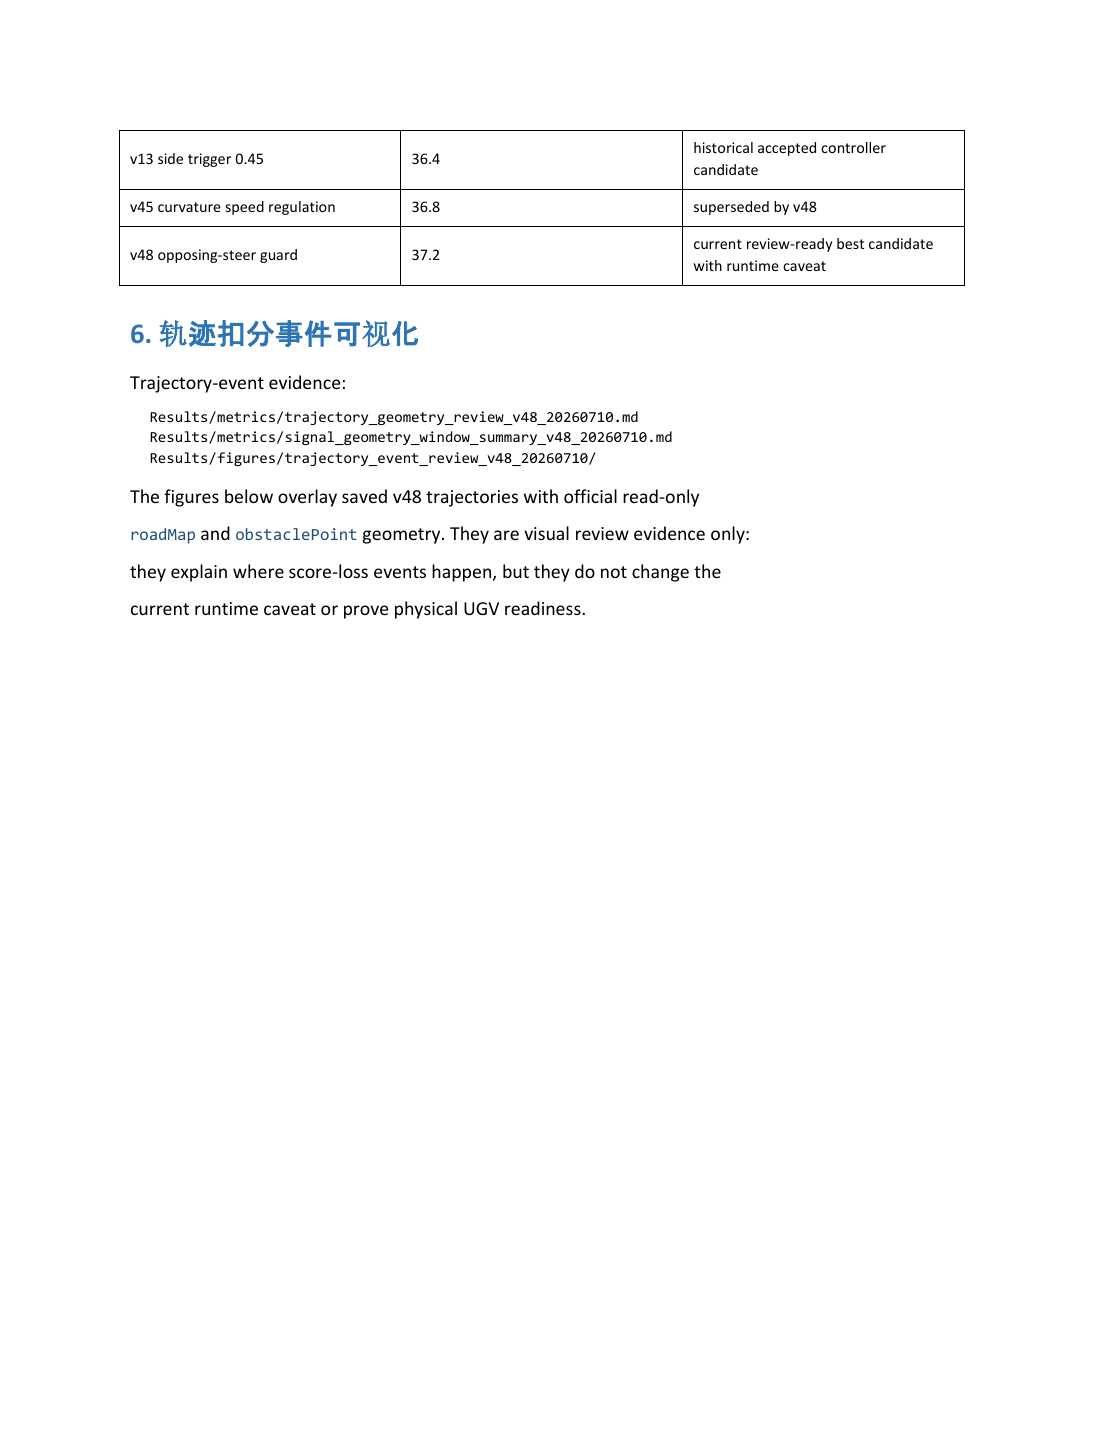 v13 side trigger 0.45
36.4
historical accepted controller
candidate
v45 curvature speed regulation
36.8
superseded by v48
v48 opposing-steer guard
37.2
current review-ready best candidate
with runtime caveat
6. 轨迹扣分事件可视化
Trajectory-event evidence:
Results/metrics/trajectory_geometry_review_v48_20260710.md
Results/metrics/signal_geometry_window_summary_v48_20260710.md
Results/figures/trajectory_event_review_v48_20260710/
The figures below overlay saved v48 trajectories with official read-only
roadMap and obstaclePoint geometry. They are visual review evidence only:
they explain where score-loss events happen, but they do not change the
current runtime caveat or prove physical UGV readiness.